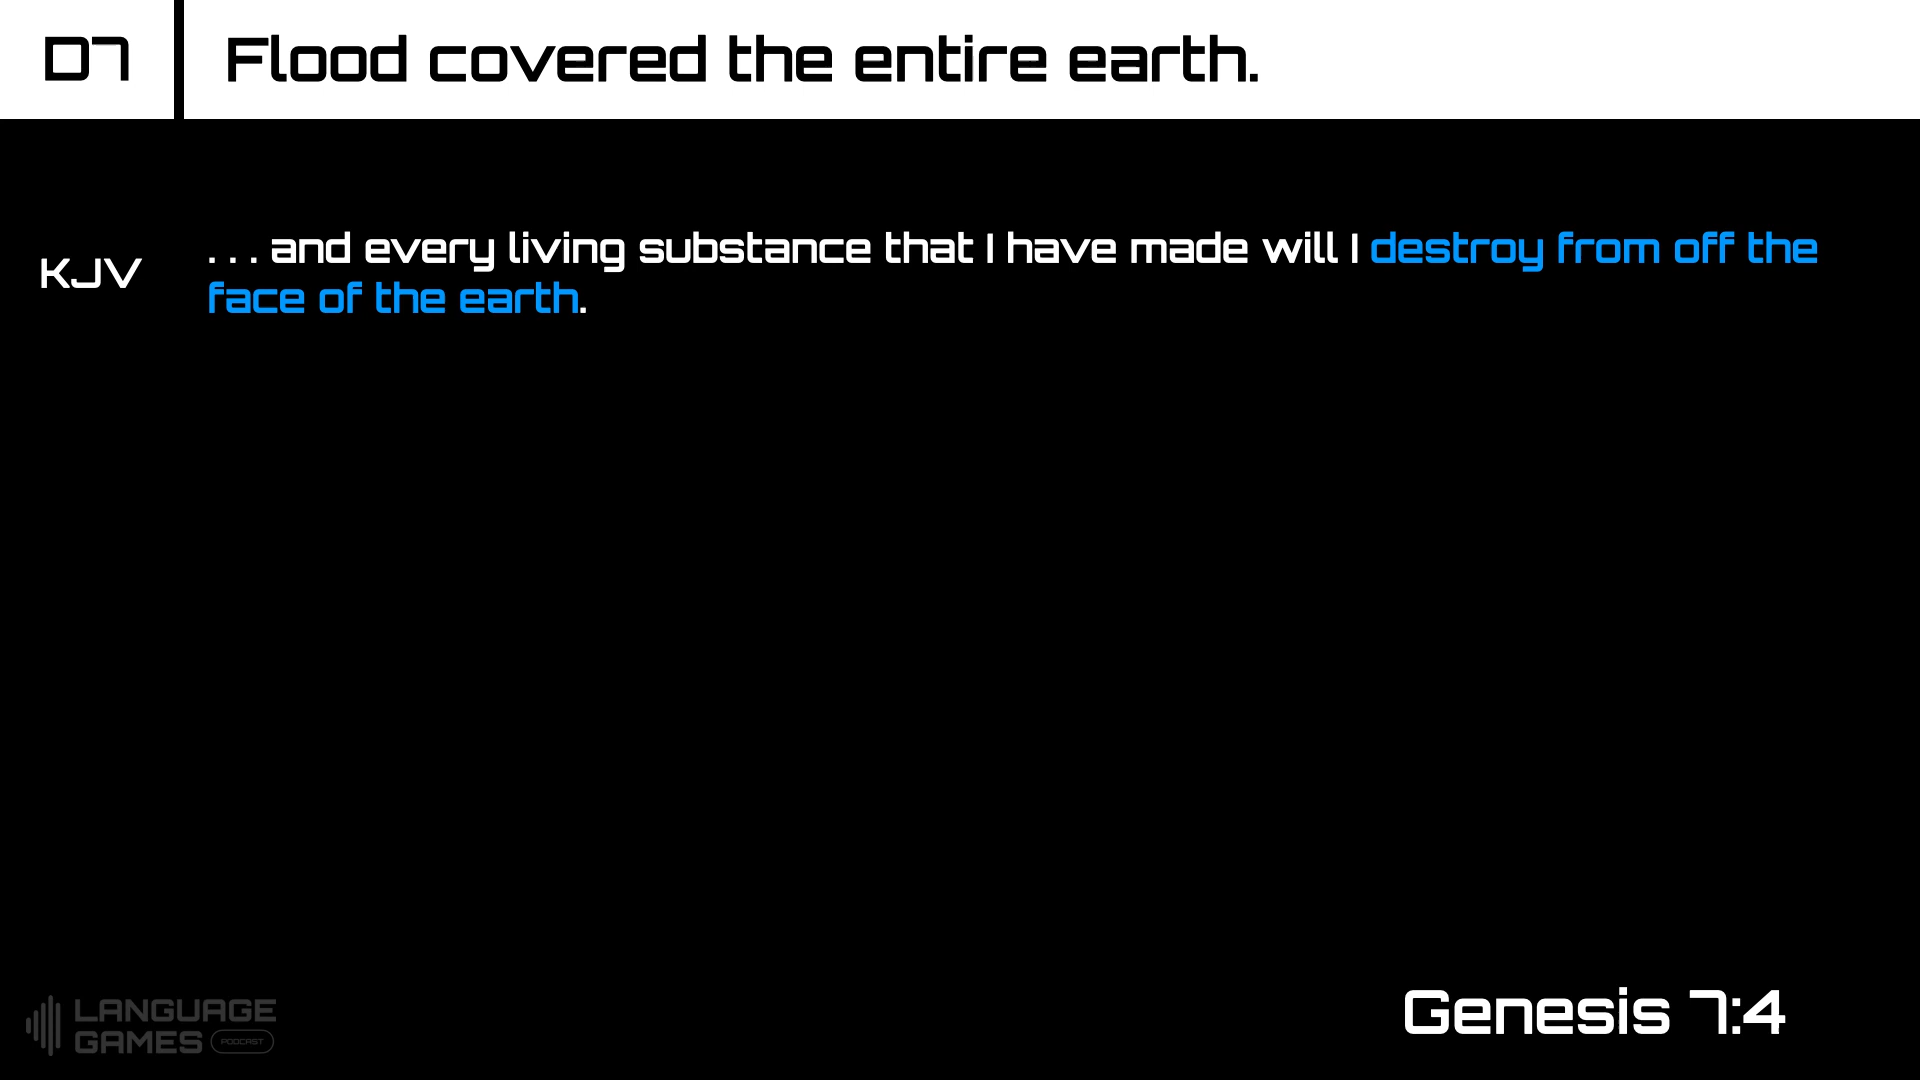 07
Flood covered the entire earth.
KJV
. . . and every living substance that I have made will I destroy from off the
face of the earth.
LANGUAGE
GAMES PODCAST
Genesis 7:4